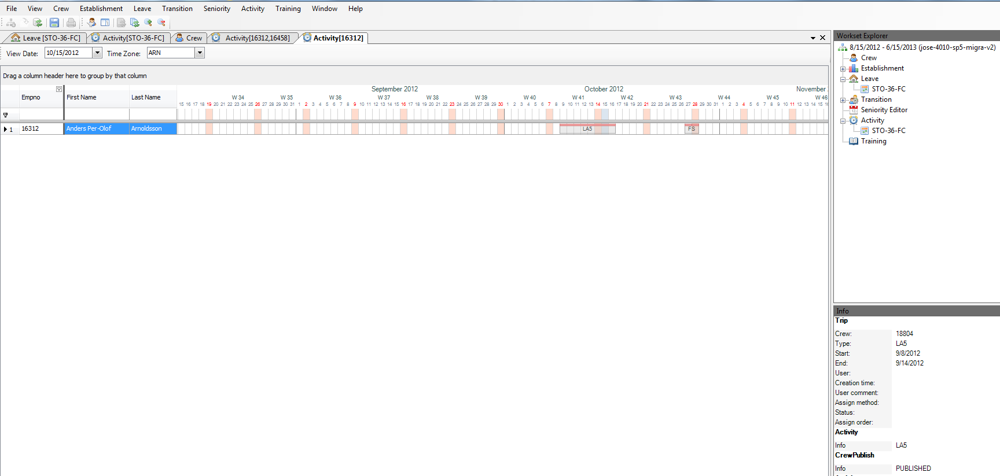 File View Crew Establishment Leave Transition Seniority Activity Training Window Help
Leave [STO-36-FC] Activity[STO-36-FC] Crew Activity[16312,16458] Activity[16312]
View Date: 10/15/2012 Time Zone: ARN
Drag a column header here to group by that column
September 2012 October 2012 November
Empno First Name Last Name W 34 W 35 W 36 W 37 W 38 W 39 W 40 W 41 W 42 W 43 W 44 W 45 W 46
15 16 17 18 19 20 21 22 23 24 25 26 27 28 29 30 31 1 2 3 4 5 6 7 8 9 10 11 12 13 14 15 16 17 18 19 20 21 22 23 24 25 26 27 28 29 30 1 2 3 4 5 6 7 8 9 10 11 12 13 14 15 16 17 18 19 20 21 22 23 24 25 26 27 28 29 30 31 1 2 3 4 5 6 7 8 9 10 11 12 13 14 15
1 16312 Anders Per-Olof Arnoldsson LA5 FS
Workset Explorer
8/15/2012 - 6/15/2013 (jose-4010-sp5-migra-v2)
Crew
Establishment
Leave
STO-36-FC
Transition
Seniority Editor
Activity
STO-36-FC
Training
Info
Trip
Crew: 18804
Type: LA5
Start: 9/8/2012
End: 9/14/2012
User:
Creation time:
User comment:
Assign method:
Status:
Assign order:
Activity
Info LA5
CrewPublish
Info PUBLISHED